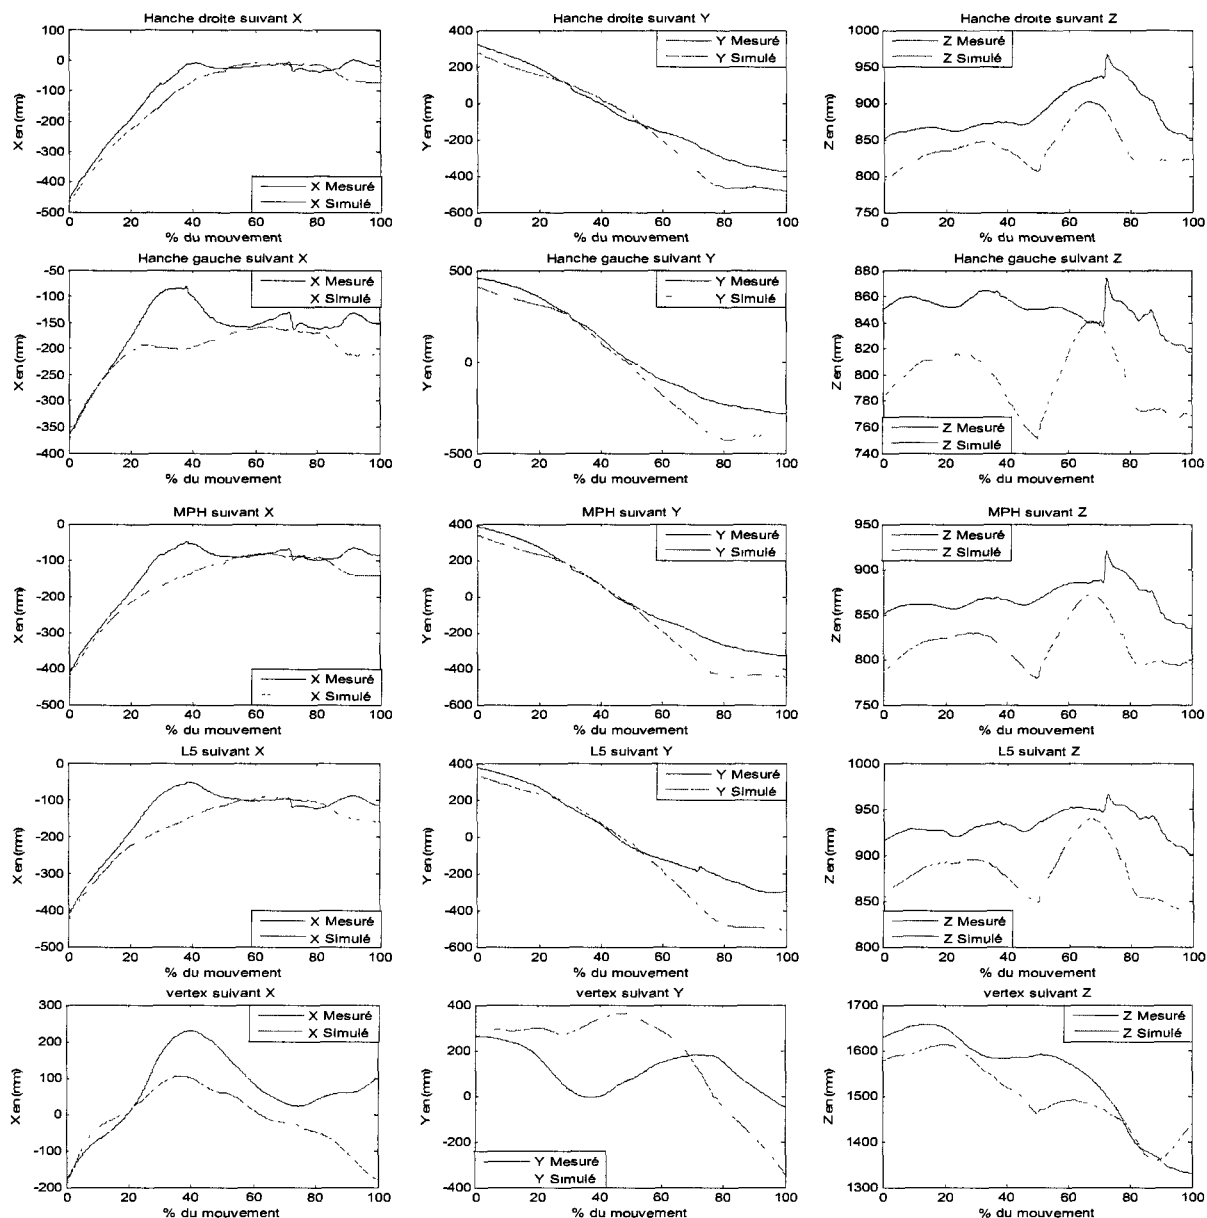 Hanche droite suivant X
100
0
-100
-200
-300
-400
-500
X en (mm)
X Mesuré
X Simulé
0 20 40 60 80 100
% du mouvement
Hanche droite suivant Y
400
200
0
-200
-400
-600
Y en (mm)
Y Mesuré
Y Simulé
0 20 40 60 80 100
% du mouvement
Hanche droite suivant Z
1000
950
900
850
800
750
Z en (mm)
Z Mesuré
Z Simulé
0 20 40 60 80 100
% du mouvement
Hanche gauche suivant X
-50
-100
-150
-200
-250
-300
-350
-400
X en (mm)
X Mesuré
X Simulé
0 20 40 60 80 100
% du mouvement
Hanche gauche suivant Y
500
0
-500
Y en (mm)
Y Mesuré
Y Simulé
0 20 40 60 80 100
% du mouvement
Hanche gauche suivant Z
880
860
840
820
800
780
760
740
Z en (mm)
Z Mesuré
Z Simulé
0 20 40 60 80 100
% du mouvement
MPH suivant X
0
-100
-200
-300
-400
-500
X en (mm)
X Mesuré
X Simulé
0 20 40 60 80 100
% du mouvement
MPH suivant Y
400
200
0
-200
-400
-600
Y en (mm)
Y Mesuré
Y Simulé
0 20 40 60 80 100
% du mouvement
MPH suivant Z
950
900
850
800
750
Z en (mm)
Z Mesuré
Z Simulé
0 20 40 60 80 100
% du mouvement
L5 suivant X
0
-100
-200
-300
-400
-500
X en (mm)
X Mesuré
X Simulé
0 20 40 60 80 100
% du mouvement
L5 suivant Y
400
200
0
-200
-400
-600
Y en (mm)
Y Mesuré
Y Simulé
0 20 40 60 80 100
% du mouvement
L5 suivant Z
1000
950
900
850
800
Z en (mm)
Z Mesuré
Z Simulé
0 20 40 60 80 100
% du mouvement
vertex suivant X
300
200
100
0
-100
-200
X en (mm)
X Mesuré
X Simulé
0 20 40 60 80 100
% du mouvement
vertex suivant Y
400
200
0
-200
-400
Y en (mm)
Y Mesuré
Y Simulé
0 20 40 60 80 100
% du mouvement
vertex suivant Z
1700
1600
1500
1400
1300
Z en (mm)
Z Mesuré
Z Simulé
0 20 40 60 80 100
% du mouvement